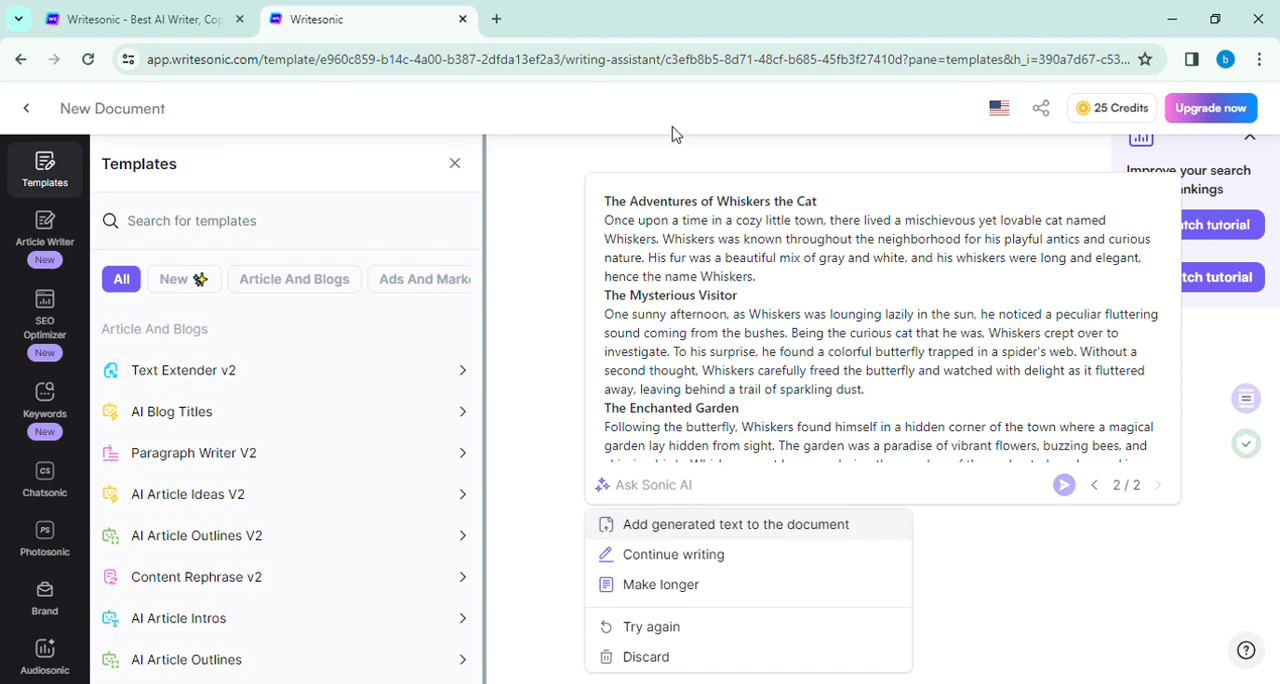 Writesonic - Best AI Writer, Cop
Writesonic
app.writesonic.com/template/e960c859-b14c-4a00-b387-2dfda13ef2a3/writing-assistant/c3efb8b5-8d71-48cf-b685-45fb3f27410d?pane=templates&h_i=390a7d67-c53...
b
New Document
25 Credits
Upgrade now
Templates
Article Writer
New
SEO
Optimizer
New
Keywords
New
Chatsonic
Photosonic
Brand
Audiosonic
Templates
Search for templates
All
New
Article And Blogs
Ads And Marke
Article And Blogs
Text Extender v2
AI Blog Titles
Paragraph Writer V2
AI Article Ideas V2
AI Article Outlines V2
Content Rephrase v2
AI Article Intros
AI Article Outlines
The Adventures of Whiskers the Cat
Once upon a time in a cozy little town, there lived a mischievous yet lovable cat named
Whiskers. Whiskers was known throughout the neighborhood for his playful antics and curious
nature. His fur was a beautiful mix of gray and white, and his whiskers were long and elegant,
hence the name Whiskers.
The Mysterious Visitor
One sunny afternoon, as Whiskers was lounging lazily in the sun, he noticed a peculiar fluttering
sound coming from the bushes. Being the curious cat that he was, Whiskers crept over to
investigate. To his surprise, he found a colorful butterfly trapped in a spider's web. Without a
second thought, Whiskers carefully freed the butterfly and watched with delight as it fluttered
away, leaving behind a trail of sparkling dust.
The Enchanted Garden
Following the butterfly, Whiskers found himself in a hidden corner of the town where a magical
garden lay hidden from sight. The garden was a paradise of vibrant flowers, buzzing bees, and
Ask Sonic AI
2 / 2
Add generated text to the document
Continue writing
Make longer
Try again
Discard
Improve your search
ankings
tch tutorial
tch tutorial